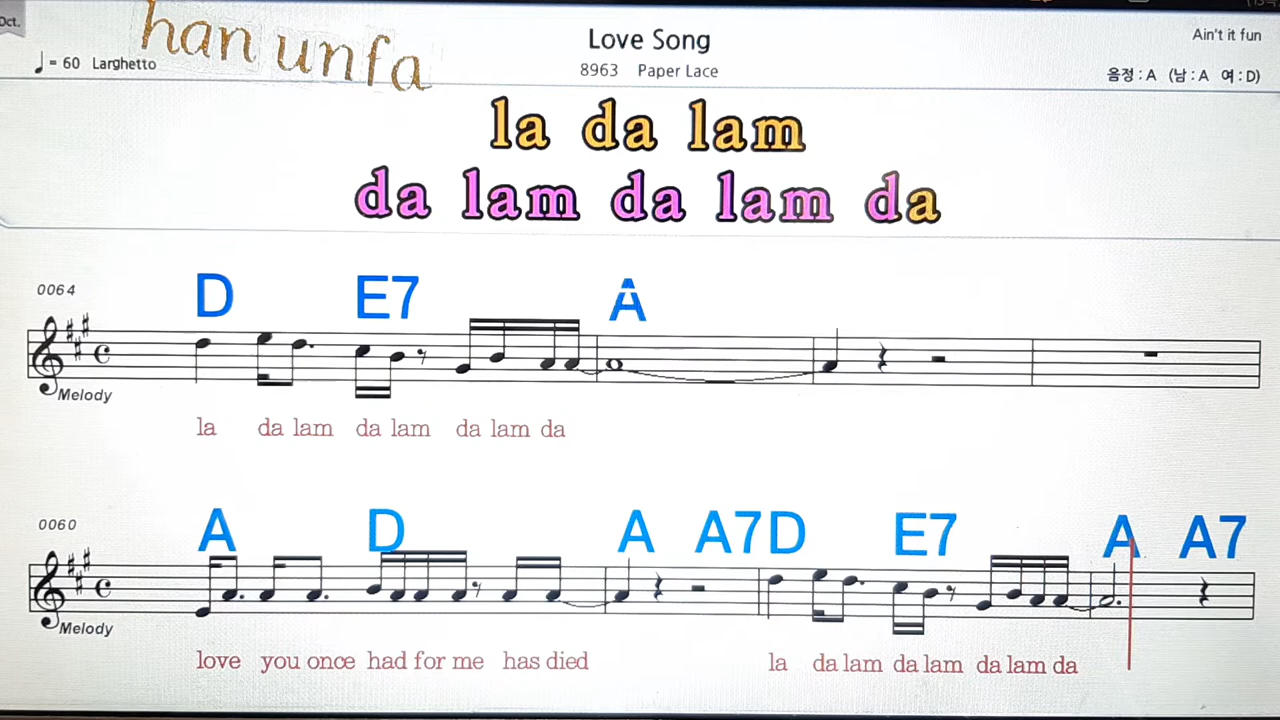 Oct.
han unfa
Love Song
Ain't it fun
♩= 60 Larghetto
8963 Paper Lace
음정 : A (남 : A 여 : D)
la da lam
da lam da lam da
0064
D E7 A
Melody
la da lam da lam da lam da
0060
A D A A7 D E7 A A7
Melody
love you once had for me has died la da lam da lam da lam da